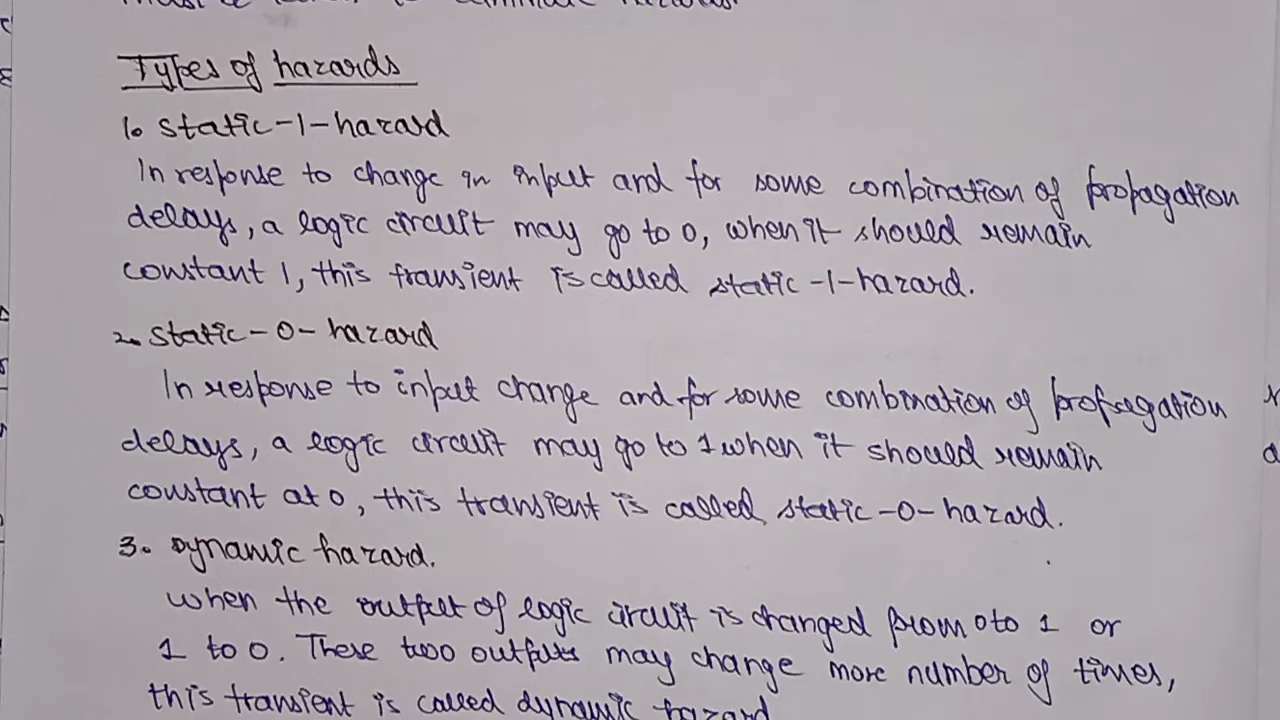 Types of hazards
1. static-1-hazard
In response to change in input and for some combination of propagation
delays, a logic circuit may go to 0, when it should remain
constant 1, this transient is called static-1-hazard.
2. static-0-hazard
In response to input change and for some combination of propagation
delays, a logic circuit may go to 1 when it should remain
constant at 0, this transient is called static-0-hazard.
3. Dynamic hazard.
when the output of logic circuit is changed from 0 to 1 or
1 to 0. These two outputs may change more number of times,
this transient is called dynamic hazard